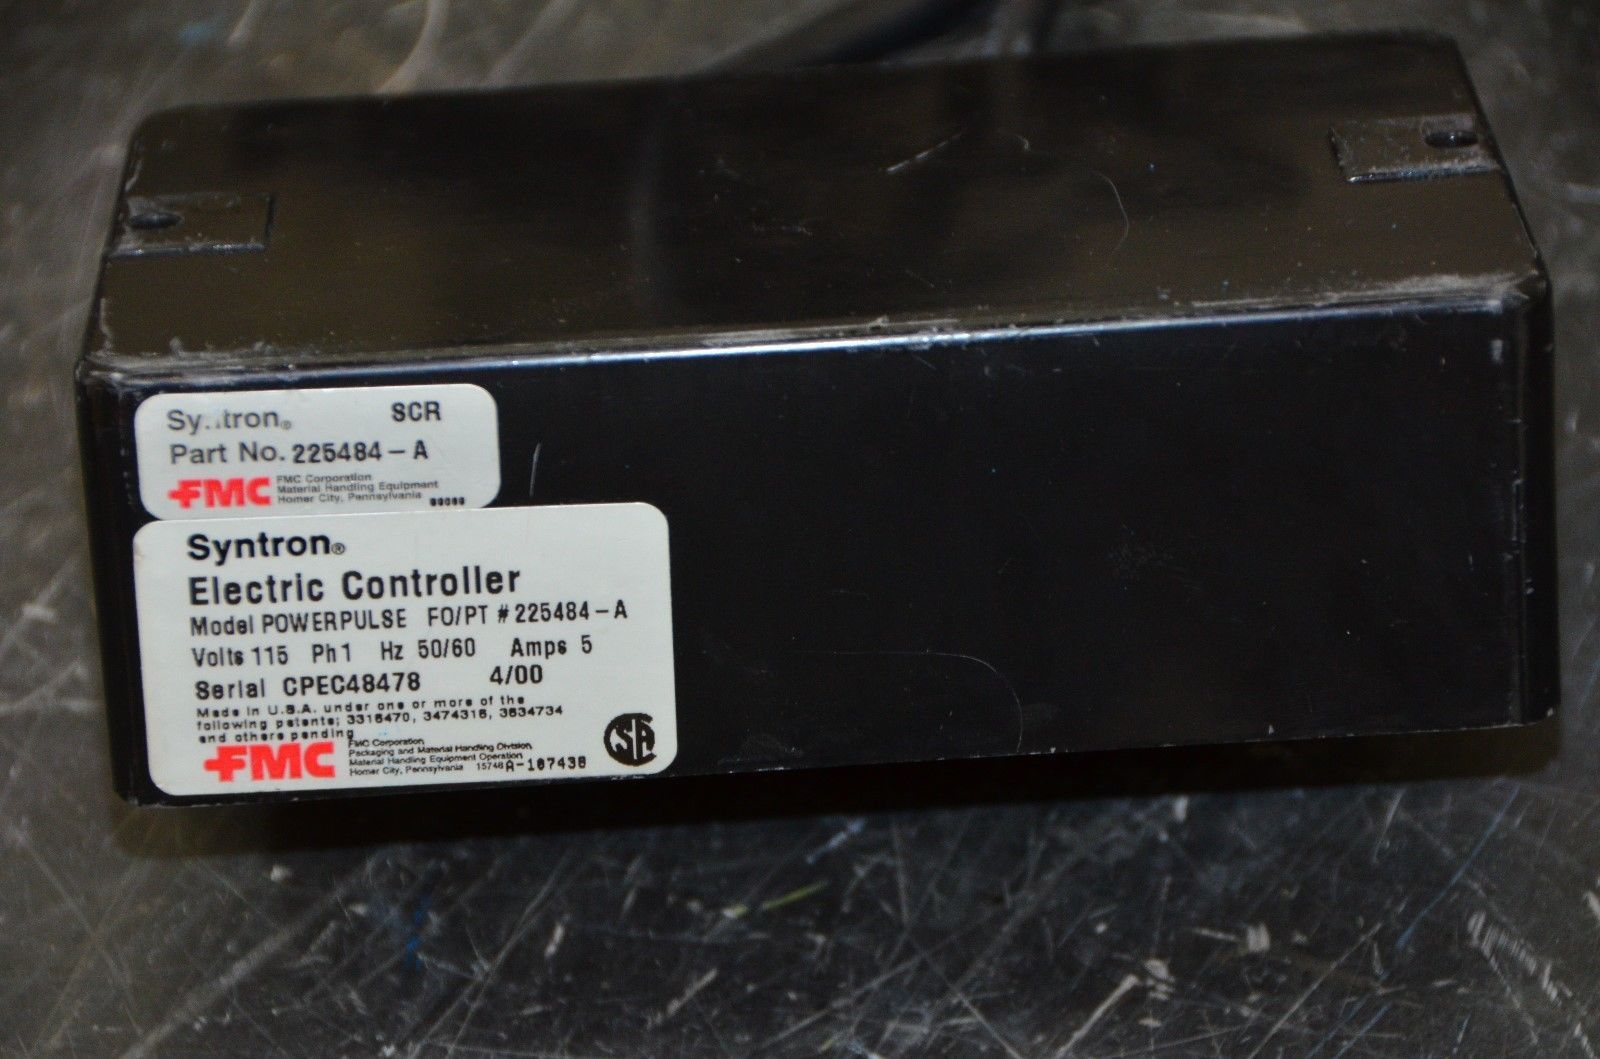 Sy..tron® SCR
Part No. 225484-A
FMC
FMC Corporation
Material Handling Equipment
Homer City, Pennsylvania
Syntron®
Electric Controller
Model POWERPULSE FO/PT # 225484-A
Volts 115 Ph 1 Hz 50/60 Amps 5
Serial CPEC48478 4/00
Made in U.S.A. under one or more of the
following patents; 3316470, 3474316, 3634734
and others pending
FMC
FMC Corporation
Packaging and Material Handling Division
Material Handling Equipment Operation
Homer City, Pennsylvania 15748 A-107438